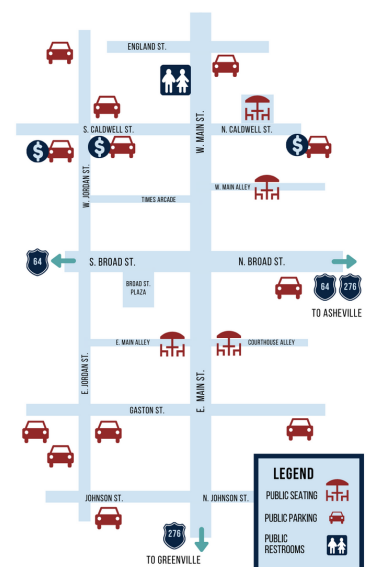 ENGLAND ST.
W. MAIN ST.
$
S. CALDWELL ST.
N. CALDWELL ST.
$
$
W. JORDAN ST.
W. MAIN ALLEY
TIMES ARCADE
64
S. BROAD ST.
N. BROAD ST.
BROAD ST.
PLAZA
64
276
TO ASHEVILLE
E. MAIN ALLEY
COURTHOUSE ALLEY
E. JORDAN ST.
E. MAIN ST.
GASTON ST.
JOHNSON ST.
N. JOHNSON ST.
276
TO GREENVILLE
LEGEND
PUBLIC SEATING
PUBLIC PARKING
PUBLIC
RESTROOMS